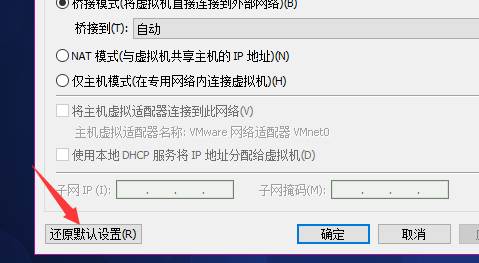 桥接模式(将虚拟机直接连接到外部网络)(B)
桥接到(T): 自动
NAT 模式(与虚拟机共享主机的 IP 地址)(N)
仅主机模式(在专用网络内连接虚拟机)(H)
将主机虚拟适配器连接到此网络(V)
主机虚拟适配器名称: VMware 网络适配器 VMnet0
使用本地 DHCP 服务将 IP 地址分配给虚拟机(D)
子网 IP (I): . . . 子网掩码(M): . . .
还原默认设置(R) 确定 取消